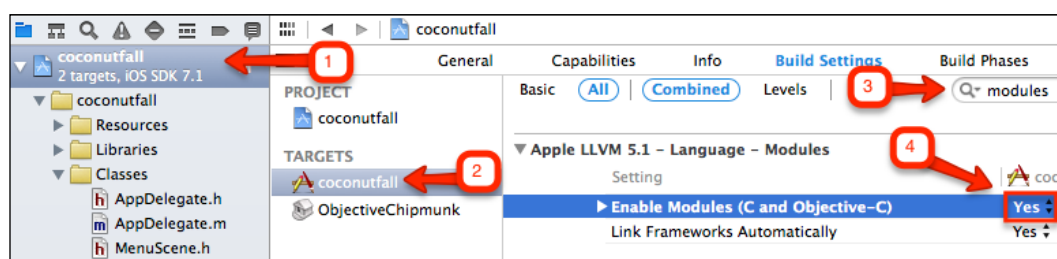 coconutfall
coconutfall
2 targets, iOS SDK 7.1
1
General
Capabilities
Info
Build Settings
Build Phases
coconutfall
Resources
Libraries
Classes
h AppDelegate.h
m AppDelegate.m
h MenuScene.h
PROJECT
coconutfall
TARGETS
coconutfall
2
ObjectiveChipmunk
Basic All Combined Levels
3
modules
Apple LLVM 5.1 - Language - Modules
4
Setting
coc
Enable Modules (C and Objective-C)
Yes
Link Frameworks Automatically
Yes